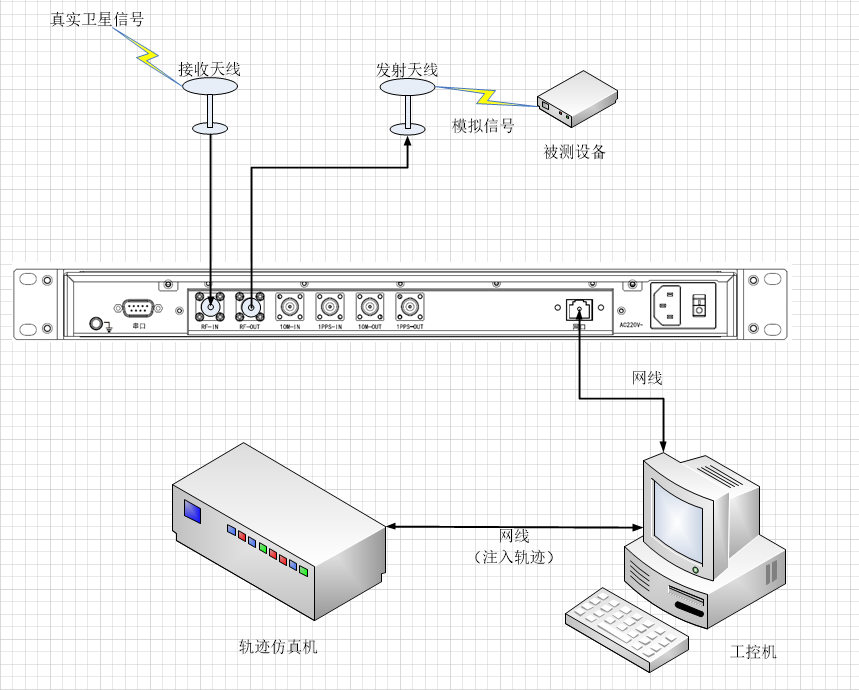 真实卫星信号
接收天线
发射天线
模拟信号
被测设备
串口
RF-IN
RF-OUT
10M-IN
1PPS-IN
10M-OUT
1PPS-OUT
网口
AC220V~
网线
网线
（注入轨迹）
轨迹仿真机
工控机